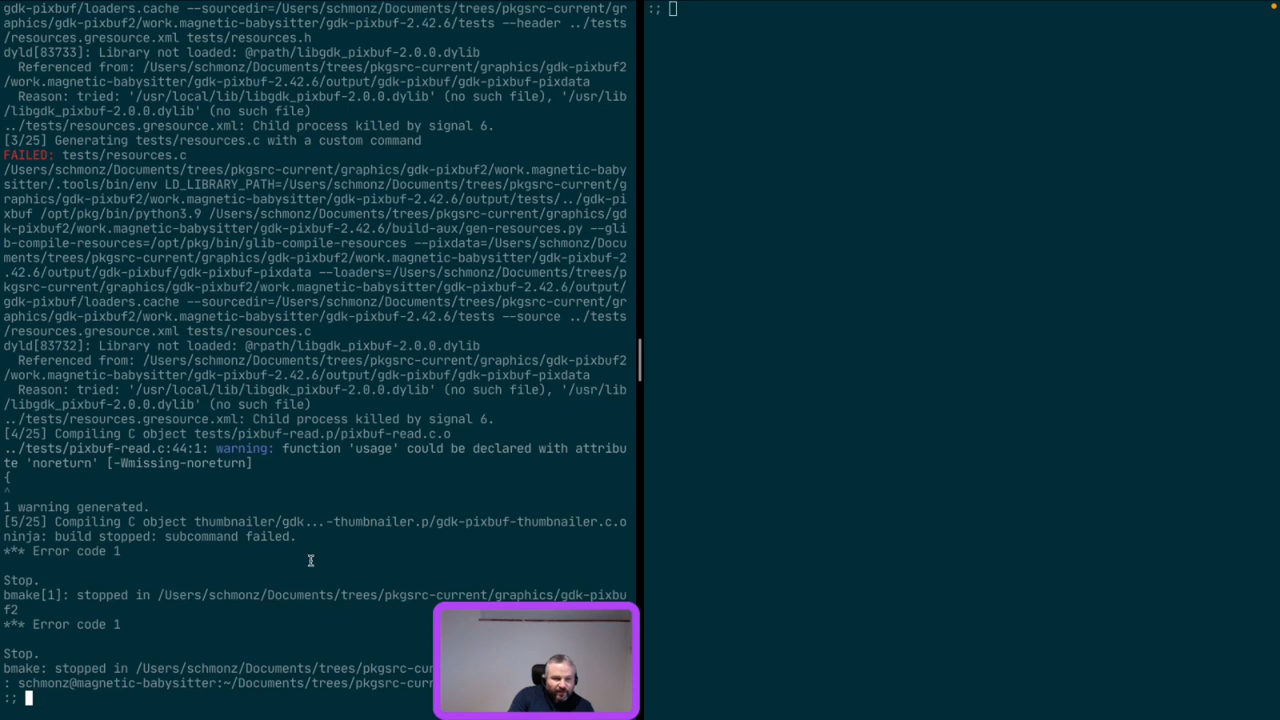 gdk-pixbuf/loaders.cache --sourcedir=/Users/schmonz/Documents/trees/pkgsrc-current/gr
aphics/gdk-pixbuf2/work.magnetic-babysitter/gdk-pixbuf-2.42.6/tests --header ../tests
/resources.gresource.xml tests/resources.h
dyld[83733]: Library not loaded: @rpath/libgdk_pixbuf-2.0.0.dylib
  Referenced from: /Users/schmonz/Documents/trees/pkgsrc-current/graphics/gdk-pixbuf2
/work.magnetic-babysitter/gdk-pixbuf-2.42.6/output/gdk-pixbuf/gdk-pixbuf-pixdata
  Reason: tried: '/usr/local/lib/libgdk_pixbuf-2.0.0.dylib' (no such file), '/usr/lib
/libgdk_pixbuf-2.0.0.dylib' (no such file)
../tests/resources.gresource.xml: Child process killed by signal 6.
[3/25] Generating tests/resources.c with a custom command
FAILED: tests/resources.c
/Users/schmonz/Documents/trees/pkgsrc-current/graphics/gdk-pixbuf2/work.magnetic-baby
sitter/.tools/bin/env LD_LIBRARY_PATH=/Users/schmonz/Documents/trees/pkgsrc-current/g
raphics/gdk-pixbuf2/work.magnetic-babysitter/gdk-pixbuf-2.42.6/output/tests/../gdk-pi
xbuf /opt/pkg/bin/python3.9 /Users/schmonz/Documents/trees/pkgsrc-current/graphics/gd
k-pixbuf2/work.magnetic-babysitter/gdk-pixbuf-2.42.6/build-aux/gen-resources.py --gli
b-compile-resources=/opt/pkg/bin/glib-compile-resources --pixdata=/Users/schmonz/Docu
ments/trees/pkgsrc-current/graphics/gdk-pixbuf2/work.magnetic-babysitter/gdk-pixbuf-2
.42.6/output/gdk-pixbuf/gdk-pixbuf-pixdata --loaders=/Users/schmonz/Documents/trees/p
kgsrc-current/graphics/gdk-pixbuf2/work.magnetic-babysitter/gdk-pixbuf-2.42.6/output/
gdk-pixbuf/loaders.cache --sourcedir=/Users/schmonz/Documents/trees/pkgsrc-current/gr
aphics/gdk-pixbuf2/work.magnetic-babysitter/gdk-pixbuf-2.42.6/tests --source ../tests
/resources.gresource.xml tests/resources.c
dyld[83732]: Library not loaded: @rpath/libgdk_pixbuf-2.0.0.dylib
  Referenced from: /Users/schmonz/Documents/trees/pkgsrc-current/graphics/gdk-pixbuf2
/work.magnetic-babysitter/gdk-pixbuf-2.42.6/output/gdk-pixbuf/gdk-pixbuf-pixdata
  Reason: tried: '/usr/local/lib/libgdk_pixbuf-2.0.0.dylib' (no such file), '/usr/lib
/libgdk_pixbuf-2.0.0.dylib' (no such file)
../tests/resources.gresource.xml: Child process killed by signal 6.
[4/25] Compiling C object tests/pixbuf-read.p/pixbuf-read.c.o
../tests/pixbuf-read.c:44:1: warning: function 'usage' could be declared with attribu
te 'noreturn' [-Wmissing-noreturn]
{
^
1 warning generated.
[5/25] Compiling C object thumbnailer/gdk...-thumbnailer.p/gdk-pixbuf-thumbnailer.c.o
ninja: build stopped: subcommand failed.
*** Error code 1

Stop.
bmake[1]: stopped in /Users/schmonz/Documents/trees/pkgsrc-current/graphics/gdk-pixbu
f2
*** Error code 1

Stop.
bmake: stopped in /Users/schmonz/Documents/trees/pkgsrc-cur
: schmonz@magnetic-babysitter:~/Documents/trees/pkgsrc-curr
:;
:;